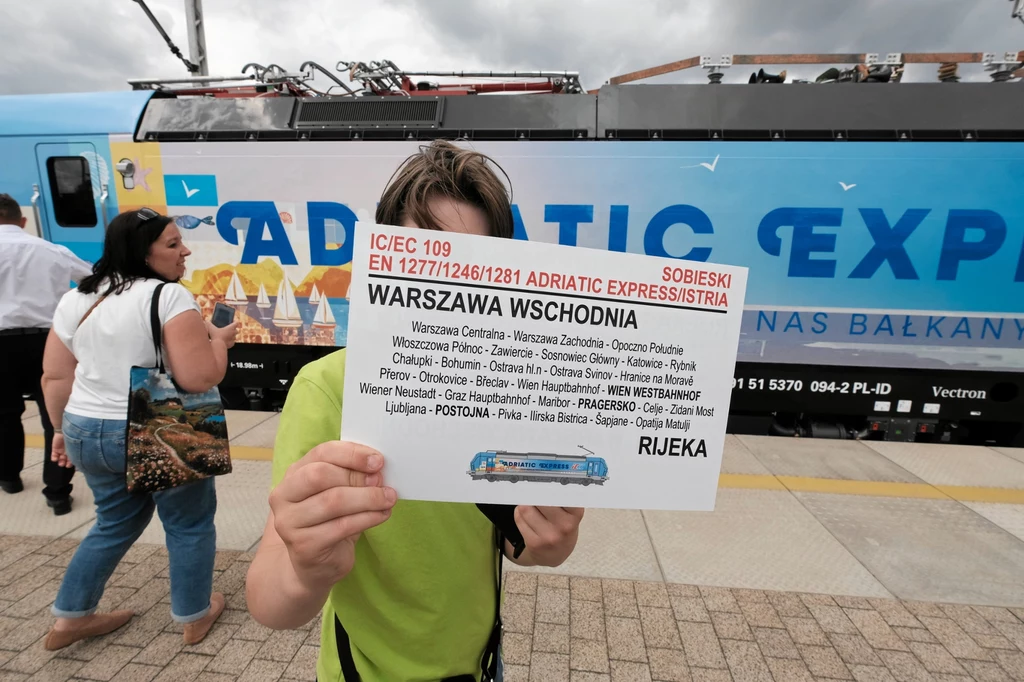 ADRIATIC EXPRE
NAS BAŁKANY
18.98m
91 51 5370 094-2 PL-ID
Vectron
IC/EC 109
SOBIESKI
EN 1277/1246/1281 ADRIATIC EXPRESS/ISTRIA
WARSZAWA WSCHODNIA
Warszawa Centralna - Warszawa Zachodnia - Opoczno Południe
Włoszczowa Północ - Zawiercie - Sosnowiec Główny - Katowice - Rybnik
Chałupki - Bohumin - Ostrava hl.n - Ostrava Svinov - Hranice na Moravě
Přerov - Otrokovice - Břeclav - Wien Hauptbahnhof - WIEN WESTBAHNHOF
Wiener Neustadt - Graz Hauptbahnhof - Maribor - PRAGERSKO - Celje - Zidani Most
Ljubljana - POSTOJNA - Pivka - Ilirska Bistrica - Šapjane - Opatija Matulji
RIJEKA
ADRIATIC EXPRESS